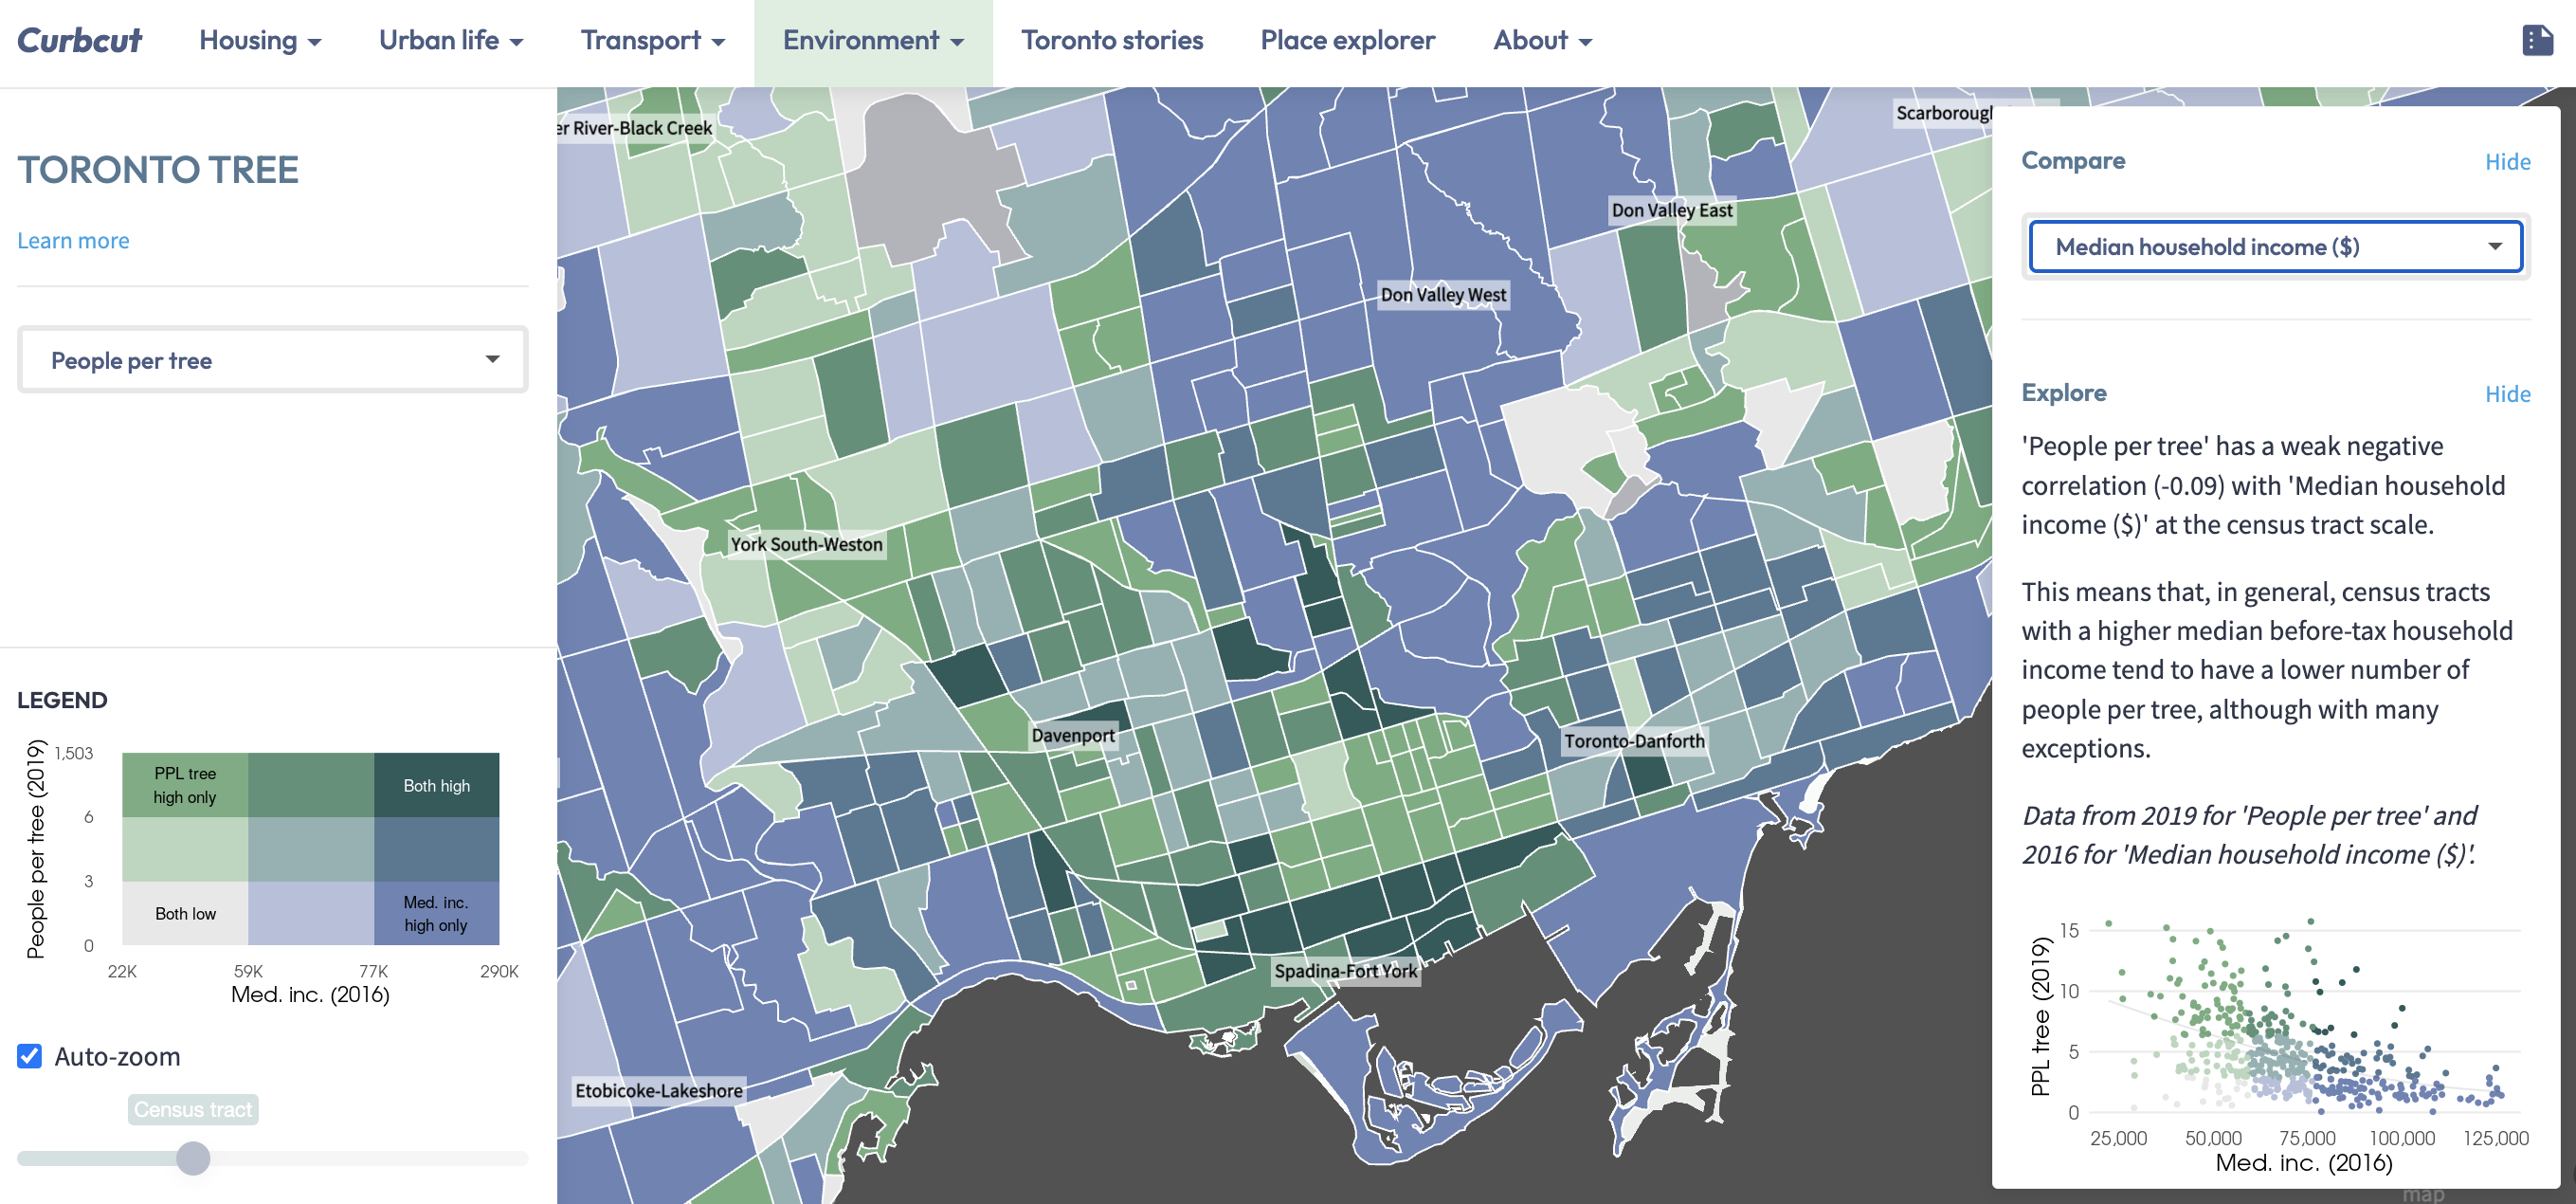 Curbcut
Housing
Urban life
Transport
Environment
Toronto stories
Place explorer
About
TORONTO TREE
Learn more
People per tree
LEGEND
People per tree (2019)
1,503
6
3
0
PPL tree
high only
Both high
Both low
Med. inc.
high only
22K
59K
77K
290K
Med. inc. (2016)
Auto-zoom
Census tract
er River-Black Creek
Scarborough
Don Valley East
Don Valley West
York South-Weston
Davenport
Toronto-Danforth
Spadina-Fort York
Etobicoke-Lakeshore
Compare
Hide
Median household income ($)
Explore
Hide
'People per tree' has a weak negative
correlation (-0.09) with 'Median household
income ($)' at the census tract scale.
This means that, in general, census tracts
with a higher median before-tax household
income tend to have a lower number of
people per tree, although with many
exceptions.
Data from 2019 for 'People per tree' and
2016 for 'Median household income ($)'.
PPL tree (2019)
15
10
5
0
25,000
50,000
75,000
100,000
125,000
Med. inc. (2016)
map